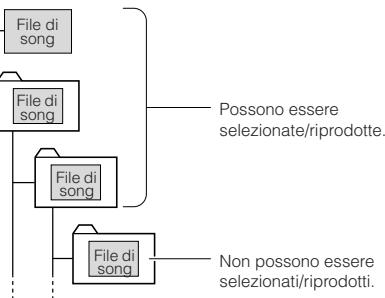 File di
song
File di
song
Possono essere
selezionate/riprodotte.
File di
song
File di
song
Non possono essere
selezionati/riprodotti.